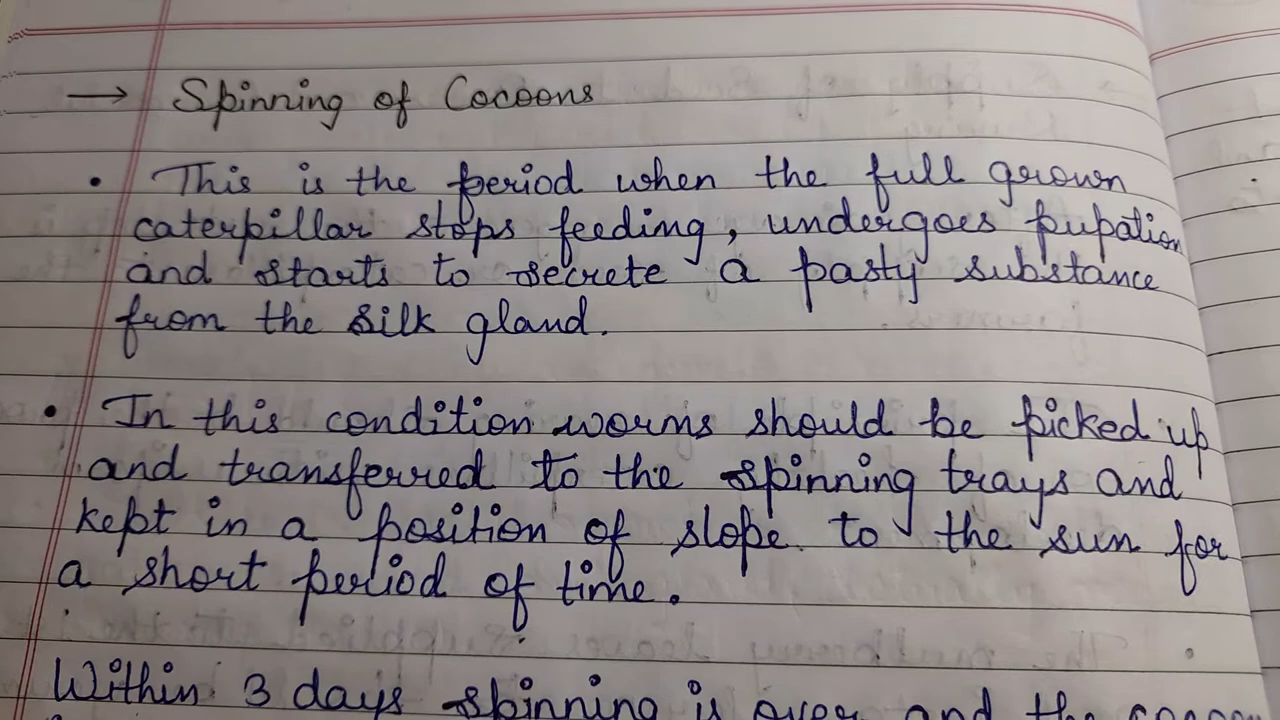 → Spinning of Cocoons
• This is the period when the full grown
caterpillar stops feeding, undergoes pupation
and starts to secrete a pasty substance
from the silk gland.
• In this condition worms should be picked up
and transferred to the spinning trays and
kept in a position of slope to the sun for
a short period of time.
Within 3 days spinning is over and the